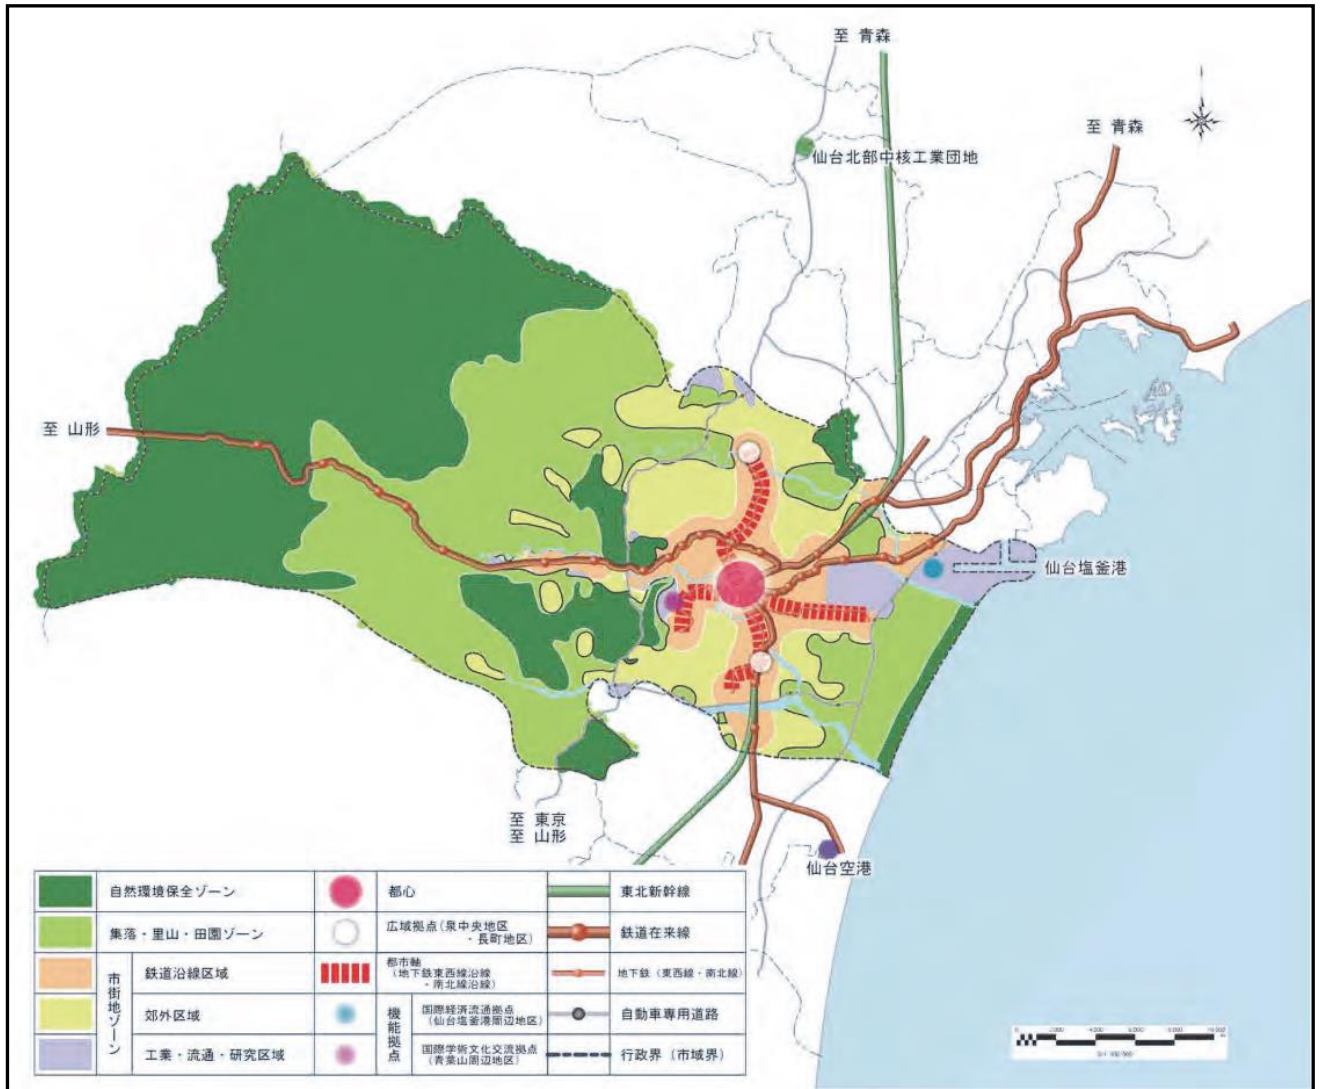 至 青森
至 青森
仙台北部中核工業団地
至 山形
仙台塩釜港
至 東京
至 山形
仙台空港
自然環境保全ゾーン
都心
東北新幹線
集落・里山・田園ゾーン
広域拠点(泉中央地区
・長町地区)
鉄道在来線
市街地ゾーン
鉄道沿線区域
都市軸
(地下鉄東西線沿線
・南北線沿線)
地下鉄(東西線・南北線)
郊外区域
機能拠点
国際経済流通拠点
(仙台塩釜港周辺地区)
自動車専用道路
工業・流通・研究区域
国際学術文化交流拠点
(青葉山周辺地区)
行政界(市域界)